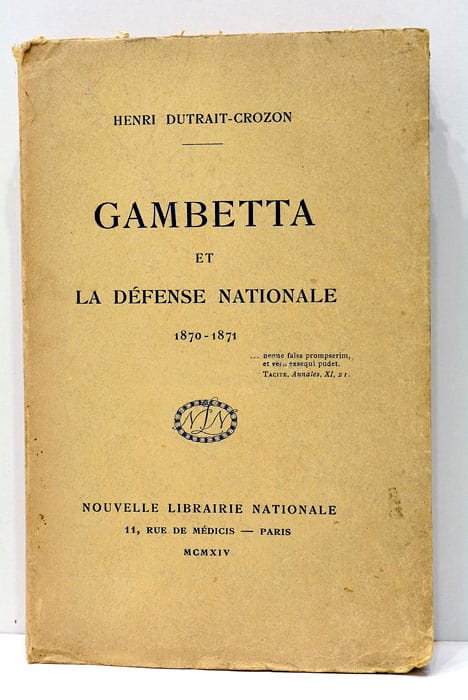 HENRI DUTRAIT-CROZON
GAMBETTA
ET
LA DÉFENSE NATIONALE
1870-1871
... neque falsa prompserim,
et vera exsequi pudet.
TACITE, Annales, XI, 21.
NLN
NOUVELLE LIBRAIRIE NATIONALE
11, RUE DE MÉDICIS — PARIS
MCMXIV